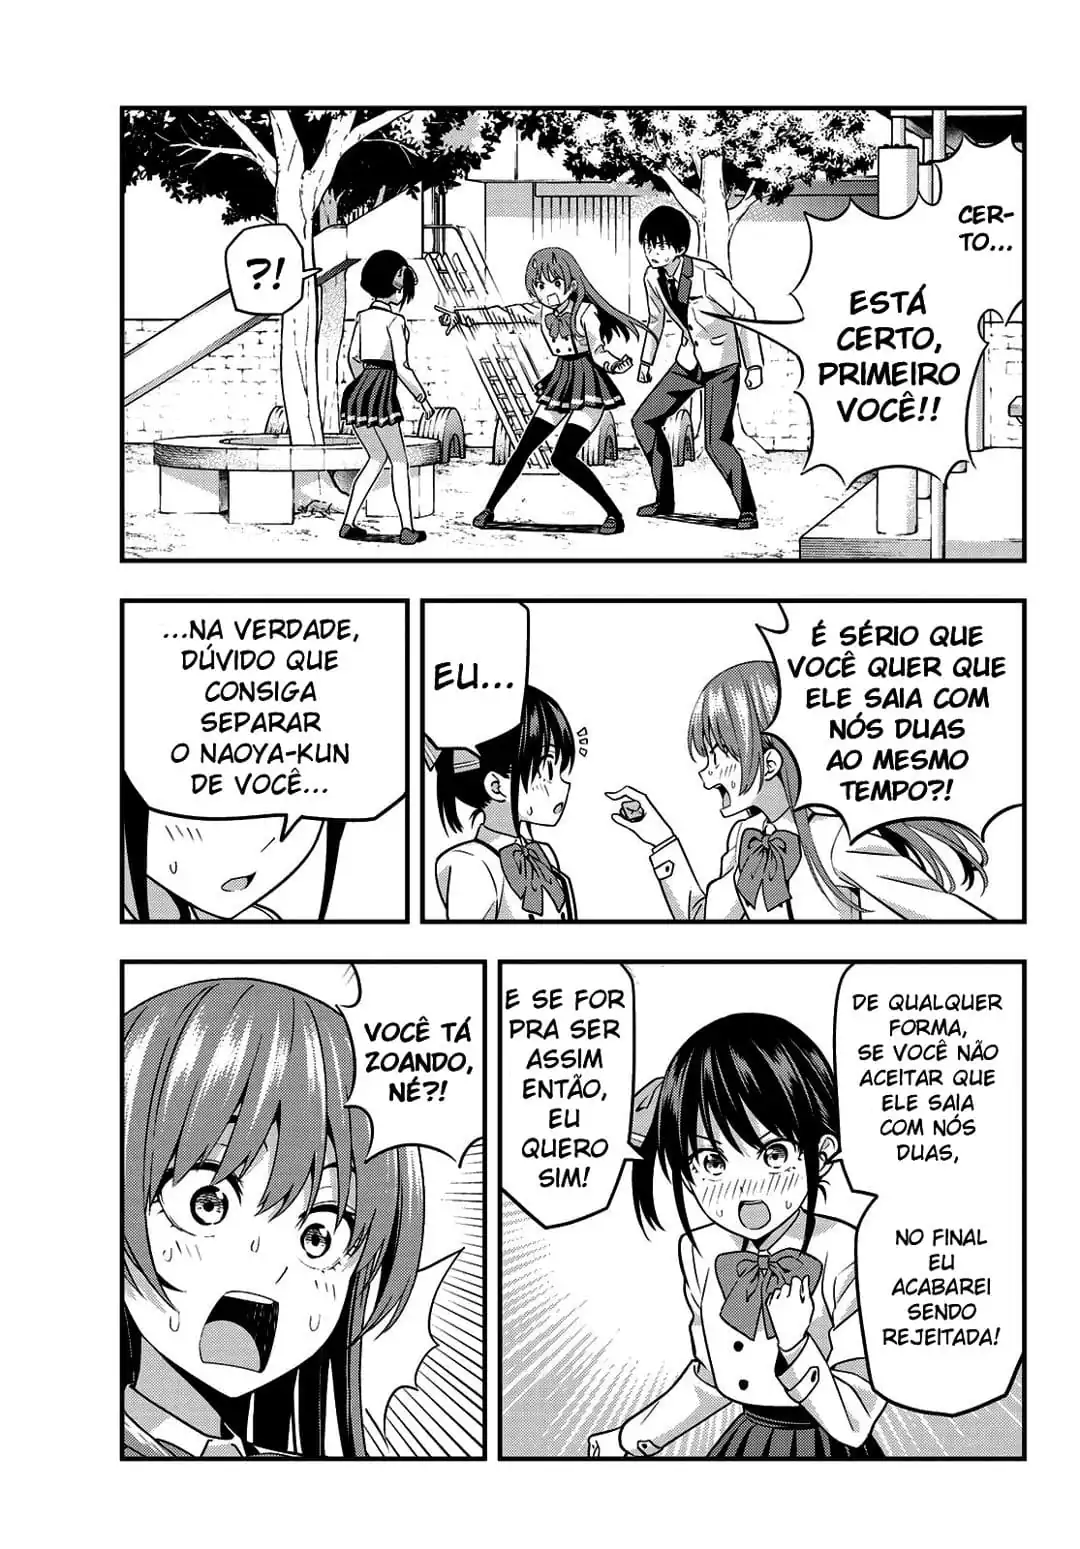 CER-
TO...
ESTÁ
CERTO,
PRIMEIRO
VOCÊ!!
?!
É SÉRIO QUE
VOCÊ QUER QUE
ELE SAIA COM
NÓS DUAS
AO MESMO
TEMPO?!
EU...
...NA VERDADE,
DÚVIDO QUE
CONSIGA
SEPARAR
O NAOYA-KUN
DE VOCÊ...
DE QUALQUER
FORMA,
SE VOCÊ NÃO
ACEITAR QUE
ELE SAIA
COM NÓS
DUAS,
NO FINAL
EU
ACABAREI
SENDO
REJEITADA!
E SE FOR
PRA SER
ASSIM
ENTÃO,
EU
QUERO
SIM!
VOCÊ TÁ
ZOANDO,
NÉ?!